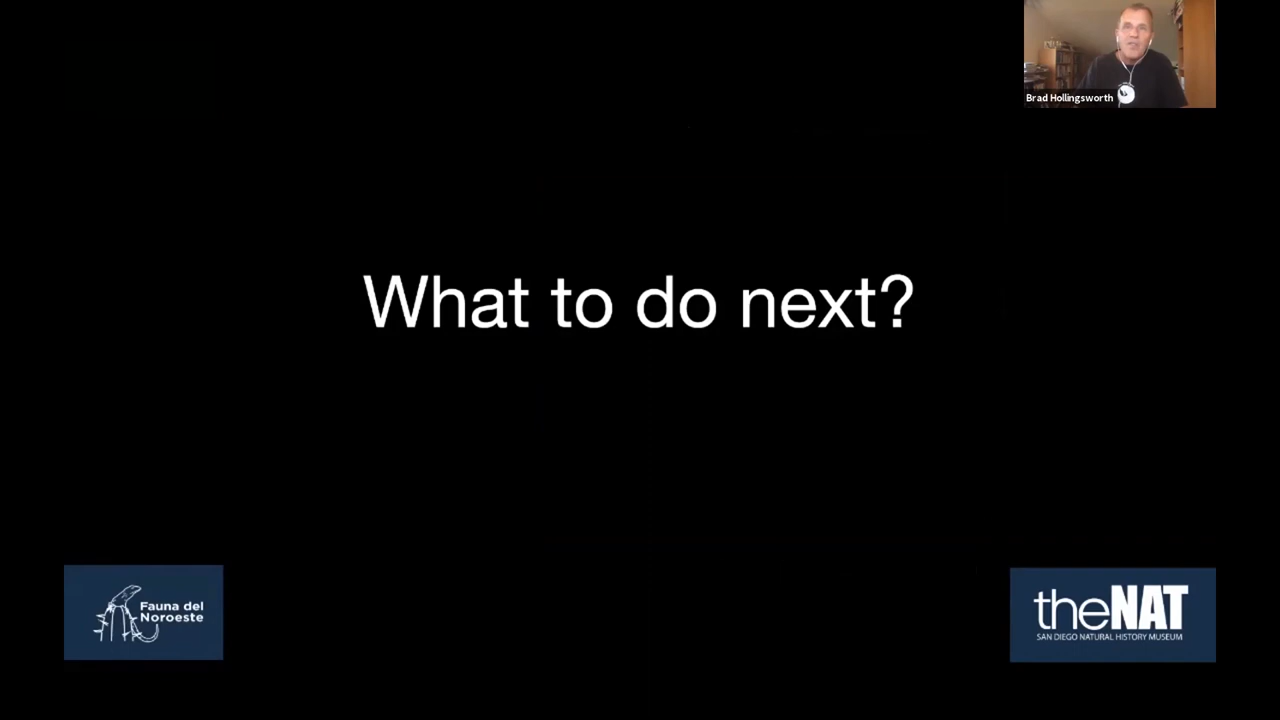 Brad Hollingsworth
What to do next?
Fauna del
Noroeste
theNAT
SAN DIEGO NATURAL HISTORY MUSEUM